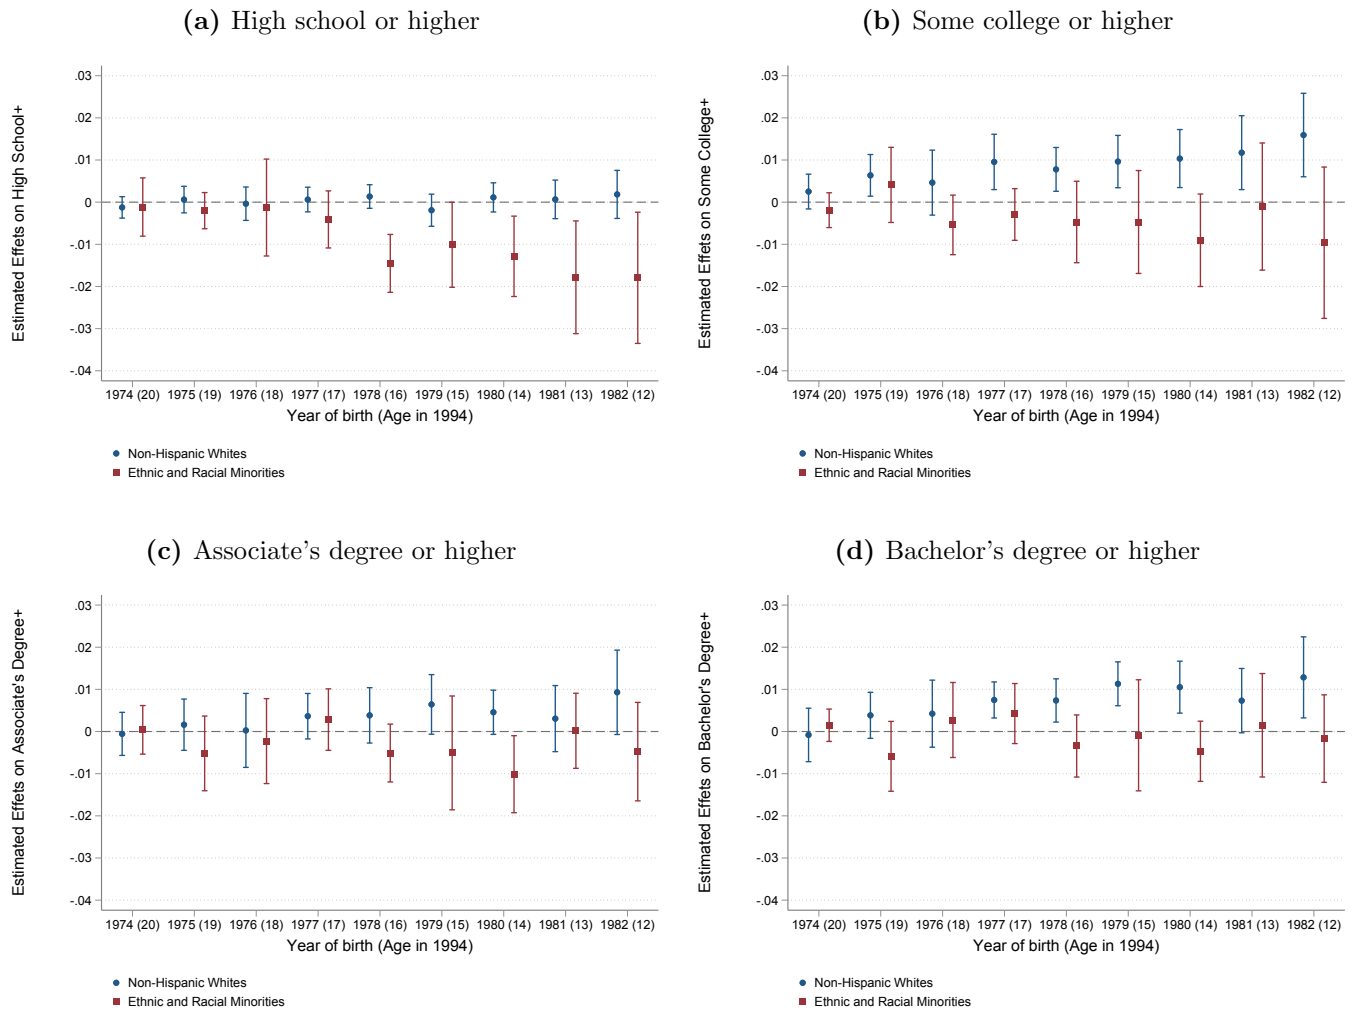 (a) High school or higher
Estimated Effets on High School+
.03
.02
.01
0
-.01
-.02
-.03
-.04
1974 (20) 1975 (19) 1976 (18) 1977 (17) 1978 (16) 1979 (15) 1980 (14) 1981 (13) 1982 (12)
Year of birth (Age in 1994)
Non-Hispanic Whites
Ethnic and Racial Minorities
(b) Some college or higher
Estimated Effets on Some College+
.03
.02
.01
0
-.01
-.02
-.03
-.04
1974 (20) 1975 (19) 1976 (18) 1977 (17) 1978 (16) 1979 (15) 1980 (14) 1981 (13) 1982 (12)
Year of birth (Age in 1994)
Non-Hispanic Whites
Ethnic and Racial Minorities
(c) Associate's degree or higher
Estimated Effets on Associate's Degree+
.03
.02
.01
0
-.01
-.02
-.03
-.04
1974 (20) 1975 (19) 1976 (18) 1977 (17) 1978 (16) 1979 (15) 1980 (14) 1981 (13) 1982 (12)
Year of birth (Age in 1994)
Non-Hispanic Whites
Ethnic and Racial Minorities
(d) Bachelor's degree or higher
Estimated Effets on Bachelor's Degree+
.03
.02
.01
0
-.01
-.02
-.03
-.04
1974 (20) 1975 (19) 1976 (18) 1977 (17) 1978 (16) 1979 (15) 1980 (14) 1981 (13) 1982 (12)
Year of birth (Age in 1994)
Non-Hispanic Whites
Ethnic and Racial Minorities